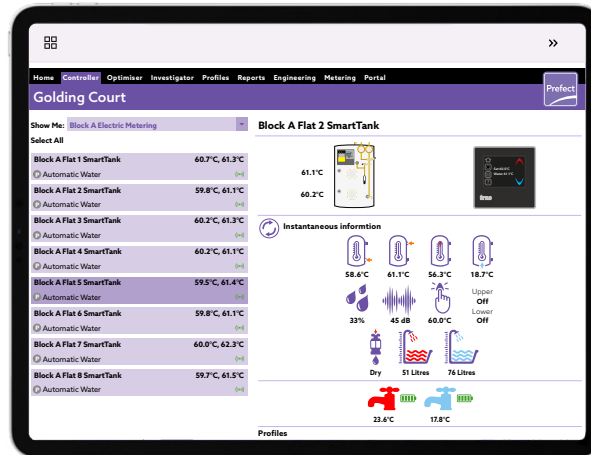 Home Controller Optimiser Investigator Profiles Reports Engineering Metering Portal
Golding Court
Prefect
Show Me: Block A Electric Metering
Select All
Block A Flat 1 SmartTank 60.7°C, 61.3°C
Automatic Water
Block A Flat 2 SmartTank 59.8°C, 61.1°C
Automatic Water
Block A Flat 3 SmartTank 60.2°C, 61.3°C
Automatic Water
Block A Flat 4 SmartTank 60.2°C, 61.1°C
Automatic Water
Block A Flat 5 SmartTank 59.5°C, 61.4°C
Automatic Water
Block A Flat 6 SmartTank 59.8°C, 61.1°C
Automatic Water
Block A Flat 7 SmartTank 60.0°C, 62.3°C
Automatic Water
Block A Flat 8 SmartTank 59.7°C, 61.5°C
Automatic Water
Block A Flat 2 SmartTank
61.1°C
60.2°C
Instantaneous informtion
58.6°C 61.1°C 56.3°C 18.7°C
33% 45 dB 60.0°C
Upper
Off
Lower
Off
Dry 51 Litres 76 Litres
23.6°C 17.8°C
Profiles